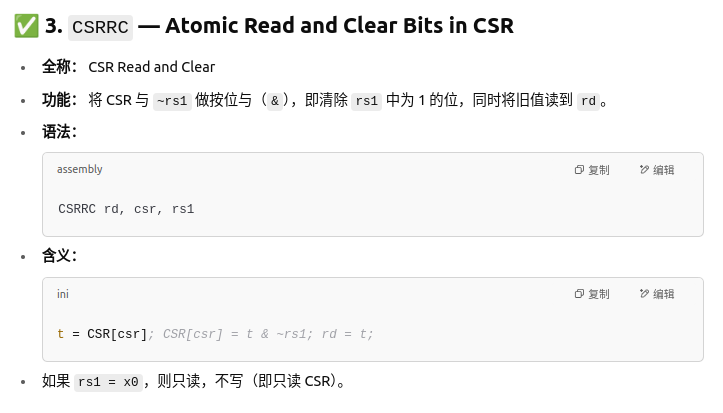 ✅ 3. CSRRC — Atomic Read and Clear Bits in CSR
• 全称： CSR Read and Clear
• 功能： 将 CSR 与 ~rs1 做按位与（&），即清除 rs1 中为 1 的位，同时将旧值读到 rd。
• 语法：
assembly 复制 编辑
CSRRC rd, csr, rs1
• 含义：
ini 复制 编辑
t = CSR[csr]; CSR[csr] = t & ~rs1; rd = t;
• 如果 rs1 = x0，则只读，不写（即只读 CSR）。